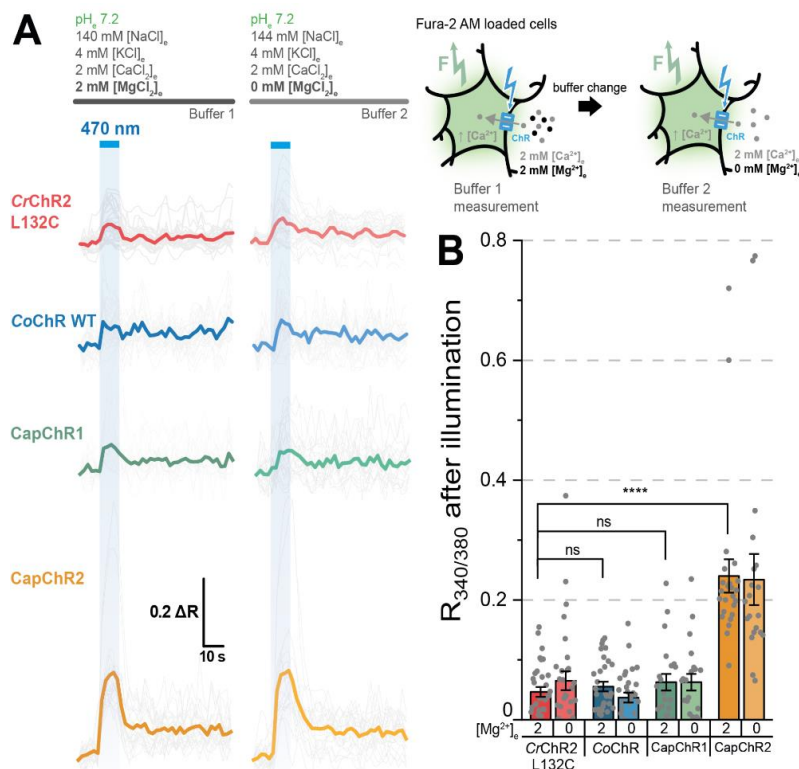 A
pHe 7.2
140 mM [NaCl]e
4 mM [KCl]e
2 mM [CaCl2]e
2 mM [MgCl2]e
Buffer 1
pHe 7.2
144 mM [NaCl]e
4 mM [KCl]e
2 mM [CaCl2]e
0 mM [MgCl2]e
Buffer 2
470 nm
CrChR2
L132C
CoChR WT
CapChR1
CapChR2
0.2 ΔR
10 s
Fura-2 AM loaded cells
F
↑ [Ca2+]
ChR
2 mM [Ca2+]e
2 mM [Mg2+]e
Buffer 1
measurement
buffer change
F
↑ [Ca2+]
ChR
2 mM [Ca2+]e
0 mM [Mg2+]e
Buffer 2
measurement
B
R340/380 after illumination
0.8
0.6
0.4
0.2
0
****
ns
ns
[Mg2+]e 2 0 2 0 2 0 2 0
CrChR2 CoChR CapChR1 CapChR2
L132C